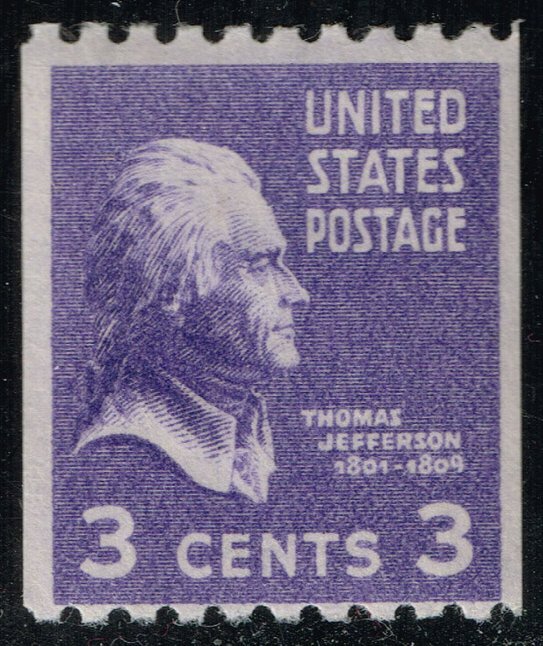 UNITED
STATES
POSTAGE
THOMAS
JEFFERSON
1801-1809
3 CENTS 3